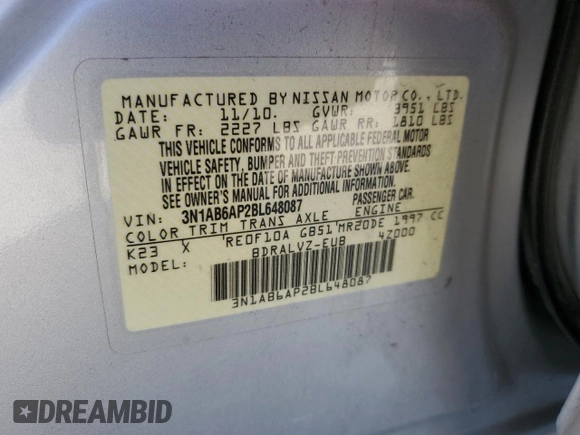 MANUFACTURED BY NISSAN MOTOR CO., LTD.
DATE: 11/10. GVWR: 3951 LBS
GAWR FR: 2227 LBS GAWR RR: 1810 LBS
THIS VEHICLE CONFORMS TO ALL APPLICABLE FEDERAL MOTOR
VEHICLE SAFETY, BUMPER AND THEFT PREVENTION STANDARDS
IN EFFECT ON THE DATE OF MANUFACTURE SHOWN ABOVE.
SEE OWNER'S MANUAL FOR ADDITIONAL INFORMATION.
VIN: 3N1AB6AP2BL648087 PASSENGER CAR.
COLOR TRIM TRANS AXLE ENGINE
K23 X RE0F10A GB51 MR20DE 1997 CC
MODEL: BDRALVZ-EUB 4Z000
3N1AB6AP2BL648087
DREAMBID